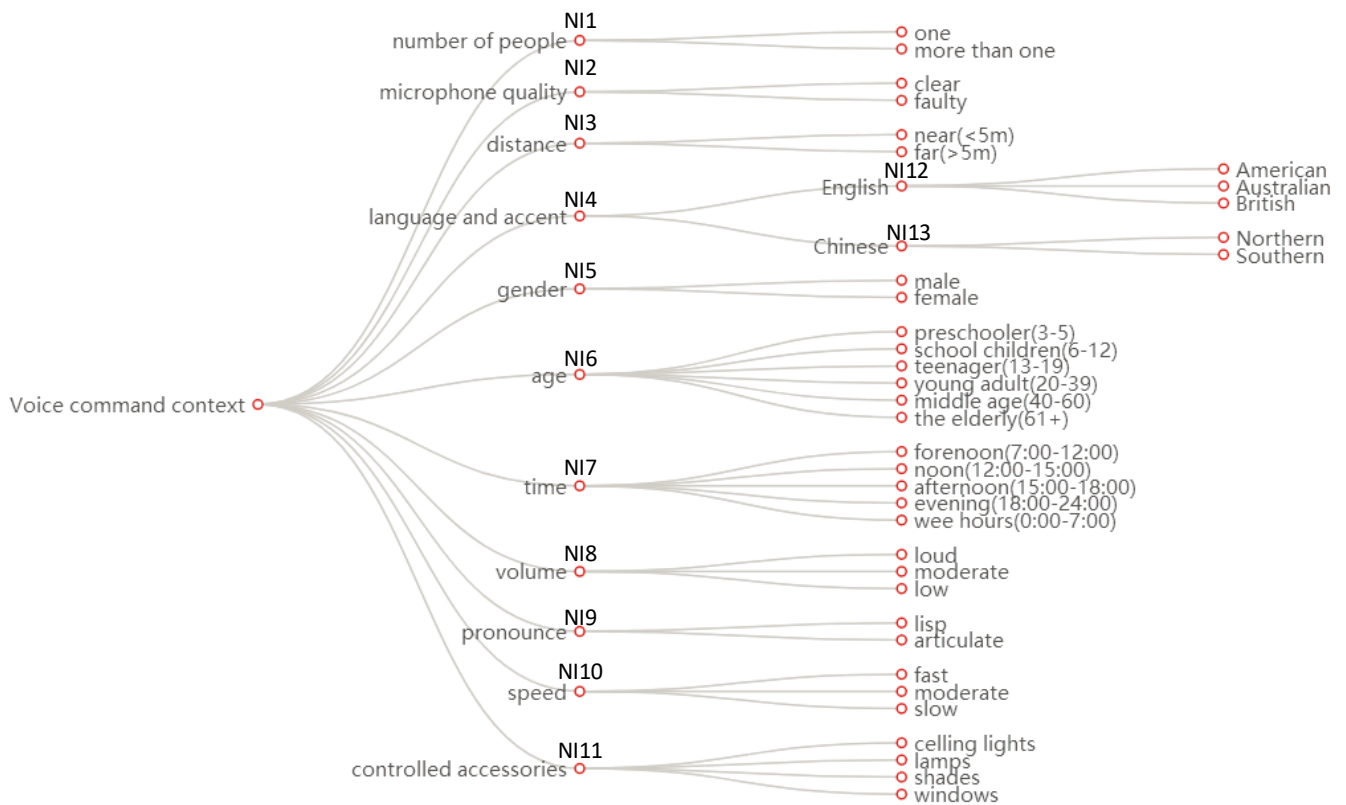 NI1
number of people
one
more than one
NI2
microphone quality
clear
faulty
NI3
distance
near(<5m)
far(>5m)
NI4
language and accent
NI12
English
American
Australian
British
NI13
Chinese
Northern
Southern
NI5
gender
male
female
NI6
age
preschooler(3-5)
school children(6-12)
teenager(13-19)
young adult(20-39)
middle age(40-60)
the elderly(61+)
Voice command context
NI7
time
forenoon(7:00-12:00)
noon(12:00-15:00)
afternoon(15:00-18:00)
evening(18:00-24:00)
wee hours(0:00-7:00)
NI8
volume
loud
moderate
low
NI9
pronounce
lisp
articulate
NI10
speed
fast
moderate
slow
NI11
controlled accessories
celling lights
lamps
shades
windows